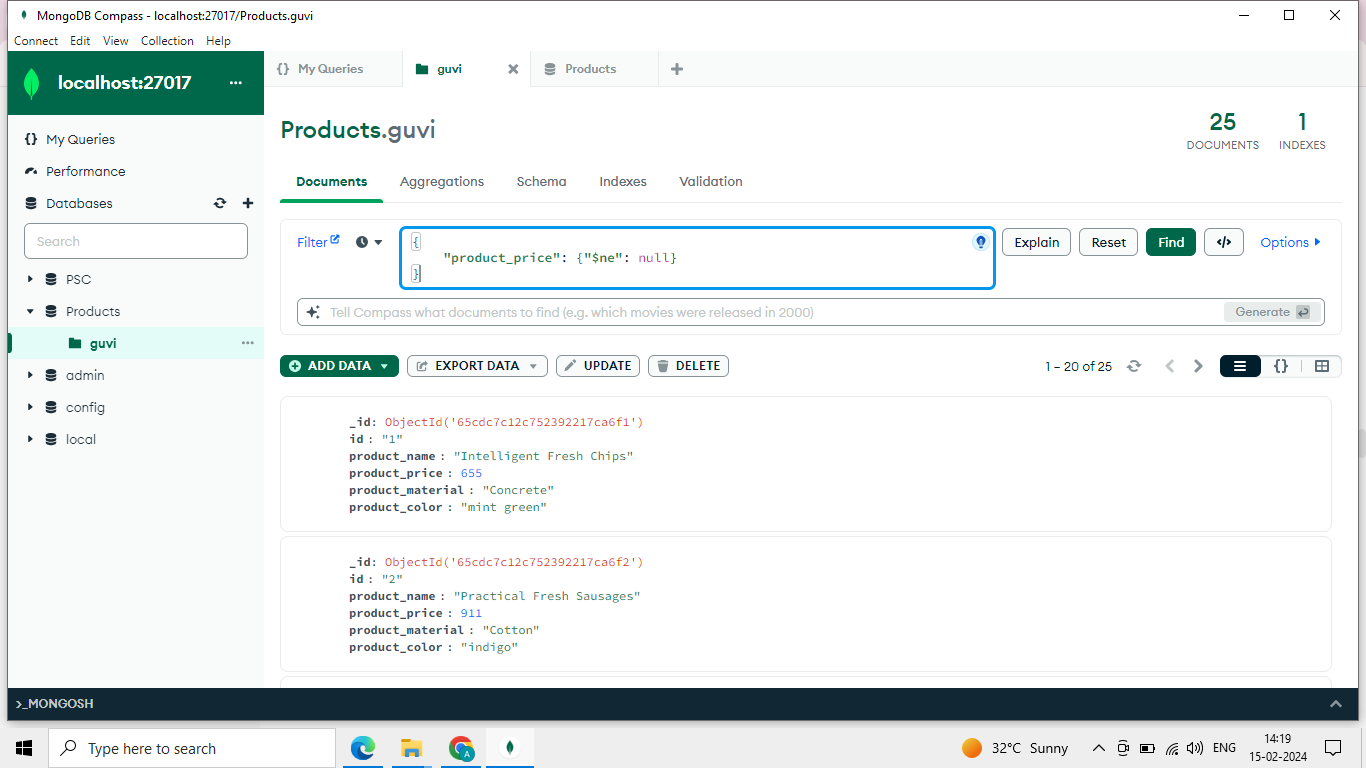 MongoDB Compass - localhost:27017/Products.guvi
Connect Edit View Collection Help
localhost:27017 ...
My Queries
Performance
Databases
Search
PSC
Products
guvi
admin
config
local
{} My Queries
guvi
Products
Products.guvi
25
DOCUMENTS
1
INDEXES
Documents Aggregations Schema Indexes Validation
Filter
{
"product_price": {"$ne": null}
}
Explain Reset Find </> Options
Tell Compass what documents to find (e.g. which movies were released in 2000)
Generate
ADD DATA EXPORT DATA UPDATE DELETE
1 – 20 of 25
{}
_id: ObjectId('65cdc7c12c752392217ca6f1')
id : "1"
product_name : "Intelligent Fresh Chips"
product_price : 655
product_material : "Concrete"
product_color : "mint green"
_id: ObjectId('65cdc7c12c752392217ca6f2')
id : "2"
product_name : "Practical Fresh Sausages"
product_price : 911
product_material : "Cotton"
product_color : "indigo"
>_MONGOSH
Type here to search
A
32°C Sunny
ENG
14:19
15-02-2024